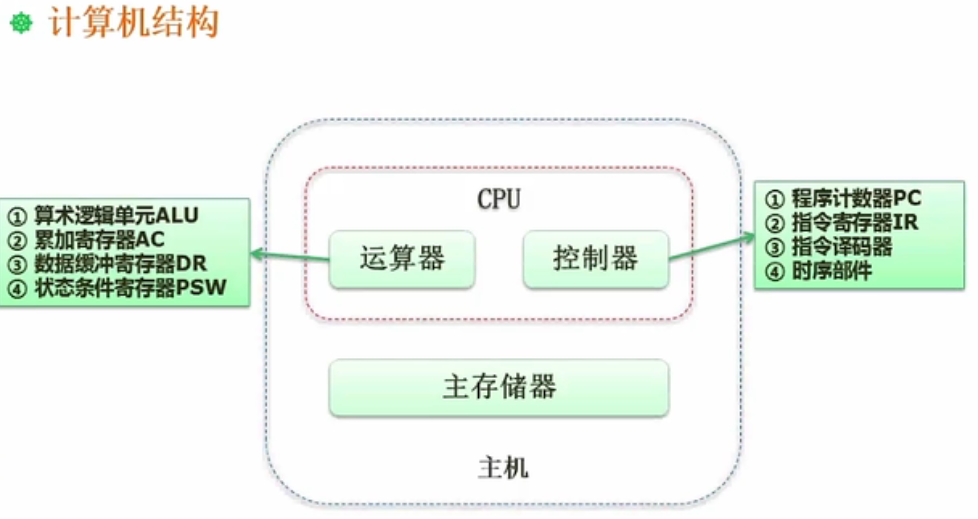 计算机结构
CPU
① 算术逻辑单元ALU
② 累加寄存器AC
③ 数据缓冲寄存器DR
④ 状态条件寄存器PSW
运算器
控制器
① 程序计数器PC
② 指令寄存器IR
③ 指令译码器
④ 时序部件
主存储器
主机